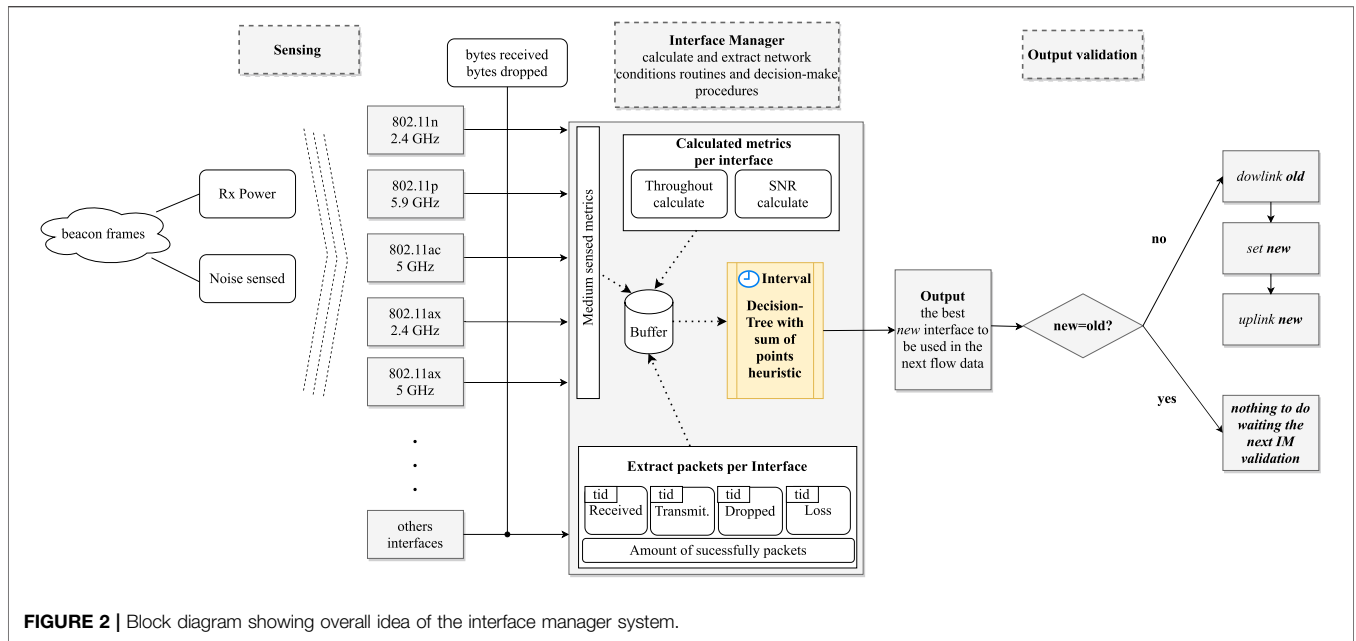 Sensing
bytes received
bytes dropped
Interface Manager
calculate and extract network
conditions routines and decision-make
procedures
Output validation
beacon frames
Rx Power
Noise sensed
802.11n
2.4 GHz
802.11p
5.9 GHz
802.11ac
5 GHz
802.11ax
2.4 GHz
802.11ax
5 GHz
others
interfaces
Medium sensed metrics
Calculated metrics
per interface
Throughout
calculate
SNR
calculate
Buffer
Interval
Decision-
Tree with
sum of
points
heuristic
Extract packets per Interface
tid
Received
tid
Transmit.
tid
Dropped
tid
Loss
Amount of sucessfully packets
Output
the best
new interface to
be used in the
next flow data
new=old?
no
dowlink old
set new
uplink new
yes
nothing to do
waiting the
next IM
validation
FIGURE 2 | Block diagram showing overall idea of the interface manager system.